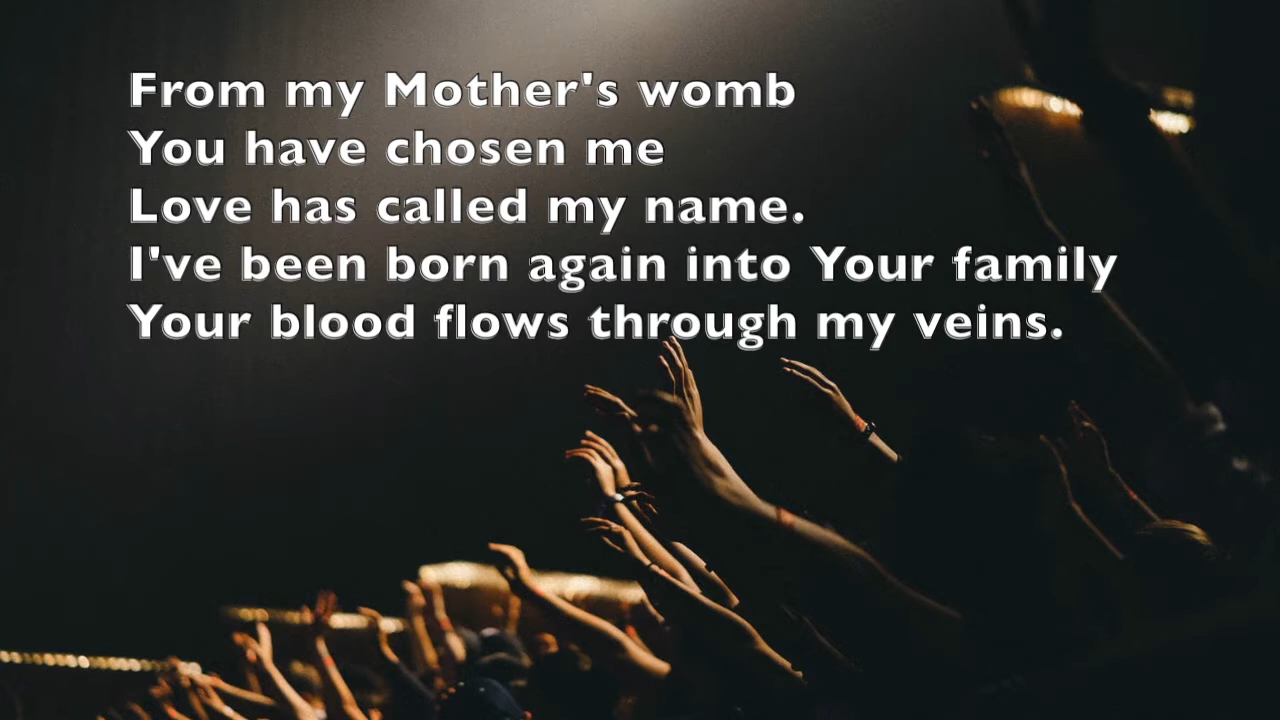 From my Mother's womb
You have chosen me
Love has called my name.
I've been born again into Your family
Your blood flows through my veins.